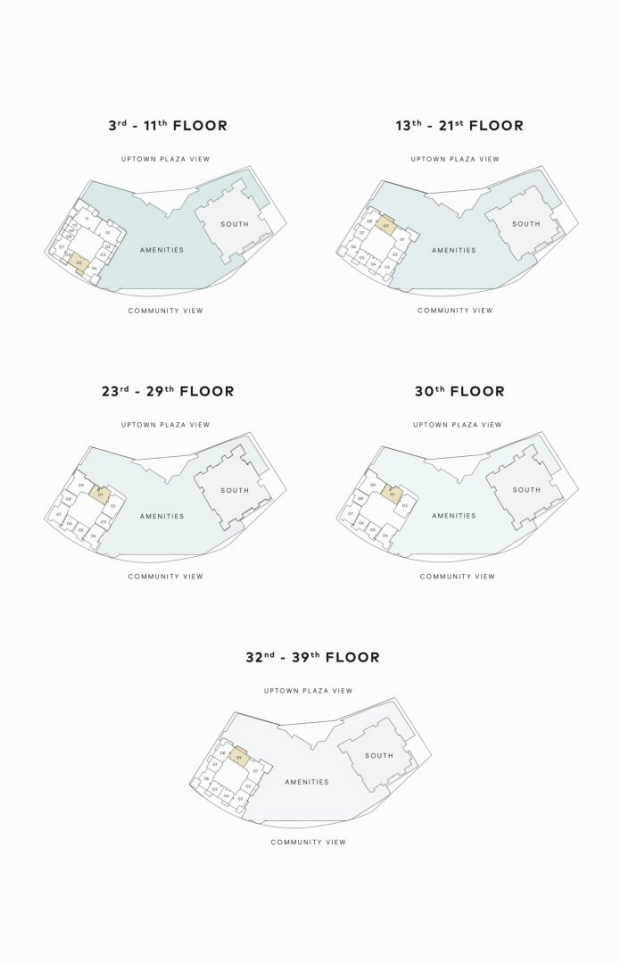 3rd - 11th FLOOR
UPTOWN PLAZA VIEW
SOUTH
AMENITIES
COMMUNITY VIEW
13th - 21st FLOOR
UPTOWN PLAZA VIEW
SOUTH
AMENITIES
COMMUNITY VIEW
23rd - 29th FLOOR
UPTOWN PLAZA VIEW
SOUTH
AMENITIES
COMMUNITY VIEW
30th FLOOR
UPTOWN PLAZA VIEW
SOUTH
AMENITIES
COMMUNITY VIEW
32nd - 39th FLOOR
UPTOWN PLAZA VIEW
SOUTH
AMENITIES
COMMUNITY VIEW